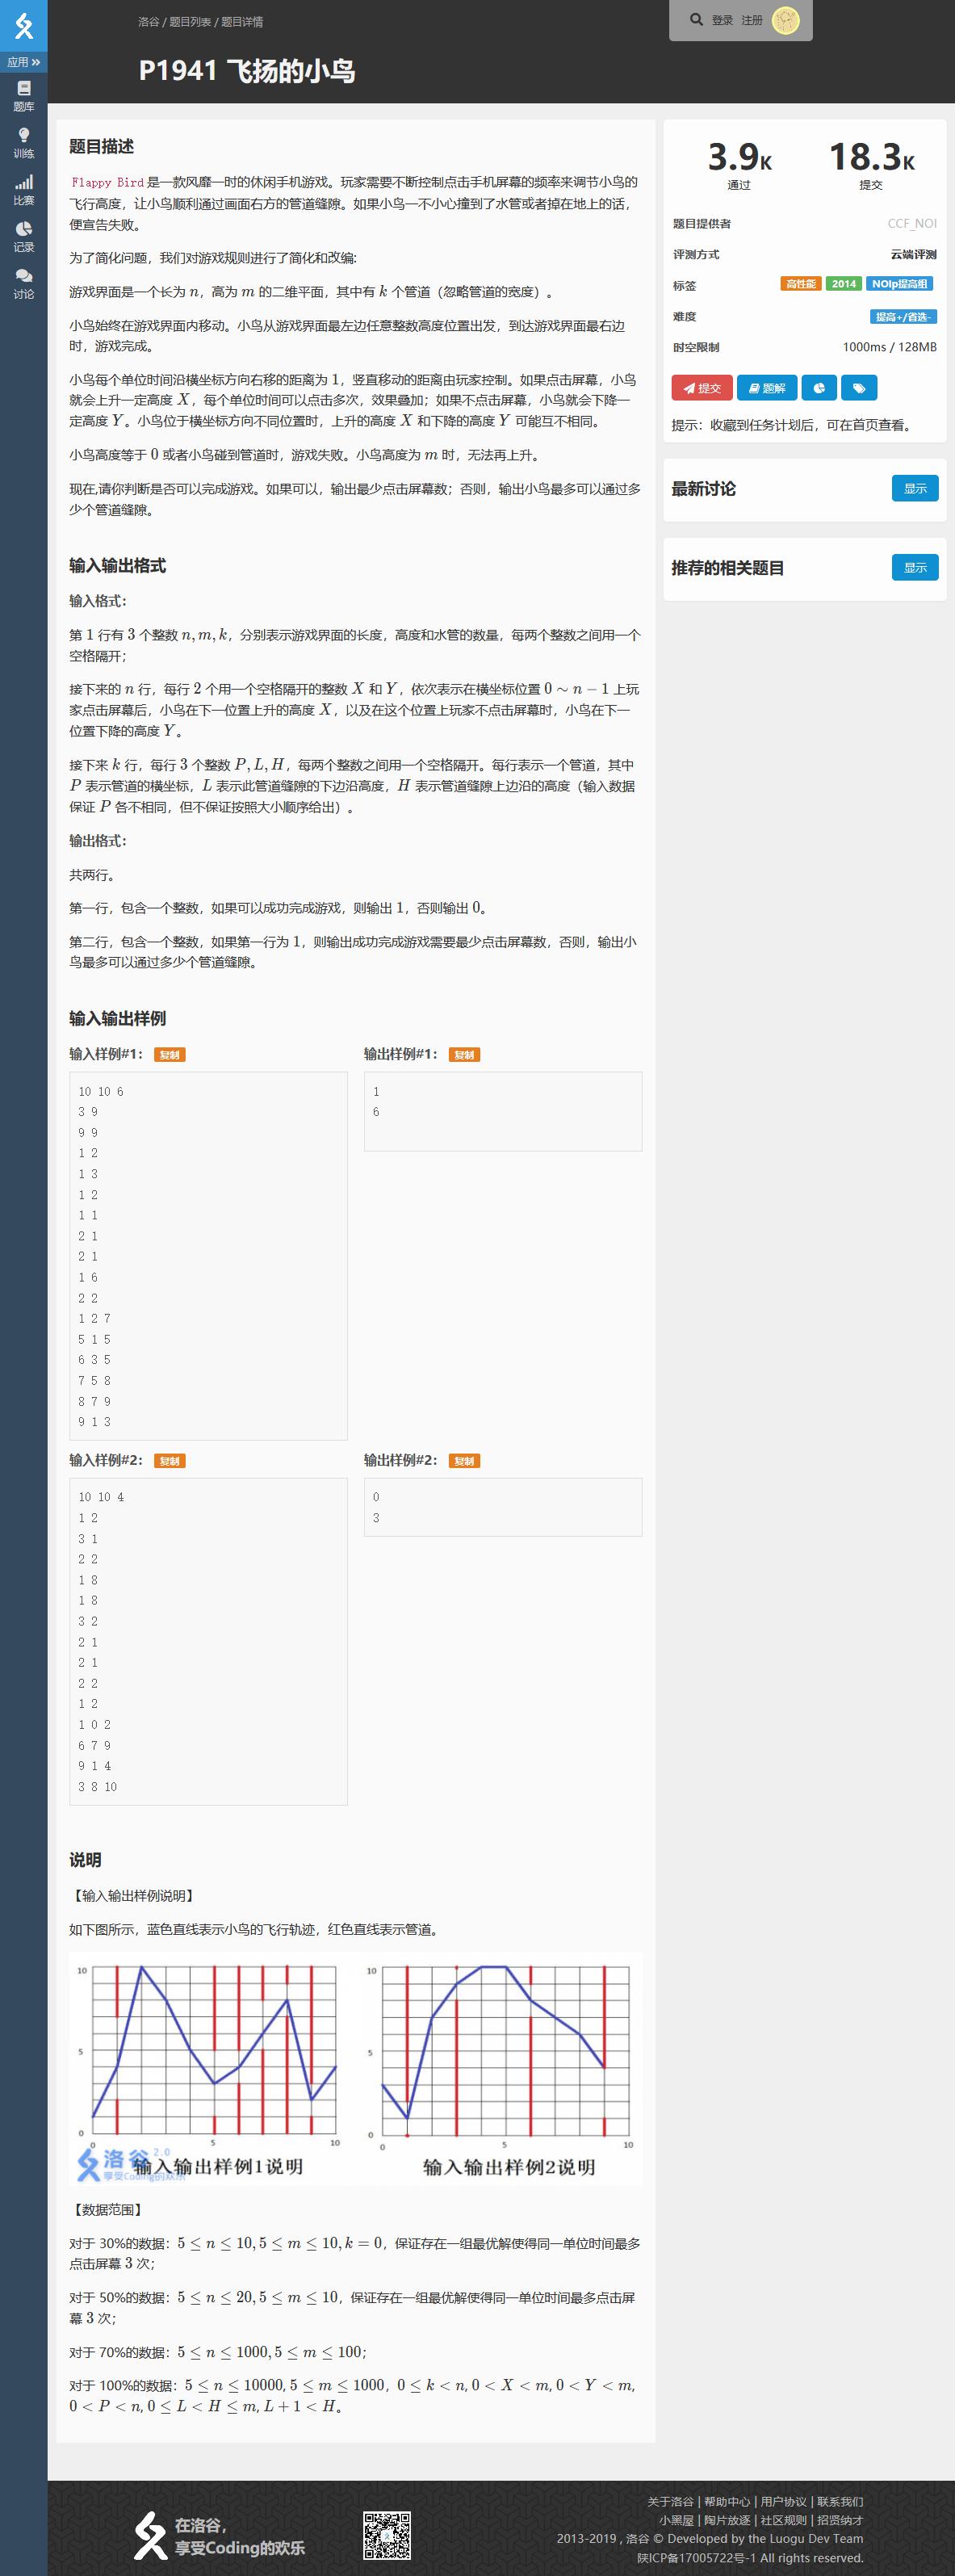 洛谷 / 题目列表 / 题目详情
登录 注册
P1941 飞扬的小鸟
应用
题库
训练
比赛
记录
讨论
题目描述
Flappy Bird是一款风靡一时的休闲手机游戏。玩家需要不断控制点击手机屏幕的频率来调节小鸟的
飞行高度，让小鸟顺利通过画面右方的管道缝隙。如果小鸟一不小心撞到了水管或者掉在地上的话，
便宣告失败。
为了简化问题，我们对游戏规则进行了简化和改编:
游戏界面是一个长为 n，高为 m 的二维平面，其中有 k 个管道（忽略管道的宽度）。
小鸟始终在游戏界面内移动。小鸟从游戏界面最左边任意整数高度位置出发，到达游戏界面最右边
时，游戏完成。
小鸟每个单位时间沿横坐标方向右移的距离为 1，竖直移动的距离由玩家控制。如果点击屏幕，小鸟
就会上升一定高度 X，每个单位时间可以点击多次，效果叠加；如果不点击屏幕，小鸟就会下降一
定高度 Y。小鸟位于横坐标方向不同位置时，上升的高度 X 和下降的高度 Y 可能互不相同。
小鸟高度等于 0 或者小鸟碰到管道时，游戏失败。小鸟高度为 m 时，无法再上升。
现在,请你判断是否可以完成游戏。如果可以，输出最少点击屏幕数；否则，输出小鸟最多可以通过多
少个管道缝隙。
输入输出格式
输入格式：
第 1 行有 3 个整数 n, m, k，分别表示游戏界面的长度，高度和水管的数量，每两个整数之间用一个
空格隔开；
接下来的 n 行，每行 2 个用一个空格隔开的整数 X 和 Y，依次表示在横坐标位置 0 ∼ n − 1 上玩
家点击屏幕后，小鸟在下一位置上升的高度 X，以及在这个位置上玩家不点击屏幕时，小鸟在下一
位置下降的高度 Y。
接下来 k 行，每行 3 个整数 P, L, H，每两个整数之间用一个空格隔开。每行表示一个管道，其中
P 表示管道的横坐标，L 表示此管道缝隙的下边沿高度，H 表示管道缝隙上边沿的高度（输入数据
保证 P 各不相同，但不保证按照大小顺序给出）。
输出格式：
共两行。
第一行，包含一个整数，如果可以成功完成游戏，则输出 1，否则输出 0。
第二行，包含一个整数，如果第一行为 1，则输出成功完成游戏需要最少点击屏幕数，否则，输出小
鸟最多可以通过多少个管道缝隙。
输入输出样例
输入样例#1： 复制
10 10 6
3 9
9 9
1 2
1 3
1 2
1 1
2 1
2 1
1 6
2 2
1 2 7
5 1 5
6 3 5
7 5 8
8 7 9
9 1 3
输出样例#1： 复制
1
6
输入样例#2： 复制
10 10 4
1 2
3 1
2 2
1 8
1 8
3 2
2 1
2 1
2 2
1 2
1 0 2
6 7 9
9 1 4
3 8 10
输出样例#2： 复制
0
3
说明
【输入输出样例说明】
如下图所示，蓝色直线表示小鸟的飞行轨迹，红色直线表示管道。
10
5
0
0 5 10
洛谷 2.0
享受Coding的欢乐
输入输出样例1说明
10
5
0
0 5 10
输入输出样例2说明
【数据范围】
对于 30%的数据：5 ≤ n ≤ 10, 5 ≤ m ≤ 10, k = 0，保证存在一组最优解使得同一单位时间最多
点击屏幕 3 次；
对于 50%的数据：5 ≤ n ≤ 20, 5 ≤ m ≤ 10，保证存在一组最优解使得同一单位时间最多点击屏
幕 3 次；
对于 70%的数据：5 ≤ n ≤ 1000, 5 ≤ m ≤ 100；
对于 100%的数据：5 ≤ n ≤ 10000, 5 ≤ m ≤ 1000，0 ≤ k < n, 0 < X < m, 0 < Y < m,
0 < P < n, 0 ≤ L < H ≤ m, L + 1 < H。
3.9K
通过
18.3K
提交
题目提供者 CCF_NOI
评测方式 云端评测
标签 高性能 2014 NOIp提高组
难度 提高+/省选-
时空限制 1000ms / 128MB
提交 题解
提示：收藏到任务计划后，可在首页查看。
最新讨论 显示
推荐的相关题目 显示
在洛谷，
享受Coding的欢乐
关于洛谷 | 帮助中心 | 用户协议 | 联系我们
小黑屋 | 陶片放逐 | 社区规则 | 招贤纳才
2013-2019 , 洛谷 © Developed by the Luogu Dev Team
陕ICP备17005722号-1 All rights reserved.